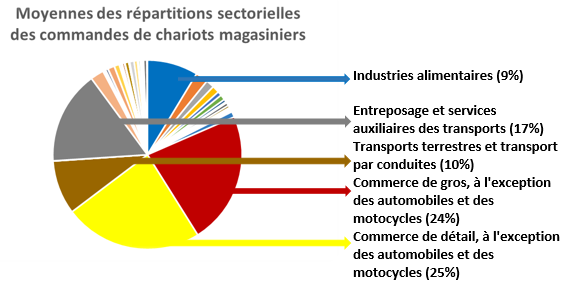 Moyennes des répartitions sectorielles
des commandes de chariots magasiniers
Industries alimentaires (9%)
Entreposage et services
auxiliaires des transports (17%)
Transports terrestres et transport
par conduites (10%)
Commerce de gros, à l'exception
des automobiles et des
motocycles (24%)
Commerce de détail, à l'exception
des automobiles et des
motocycles (25%)